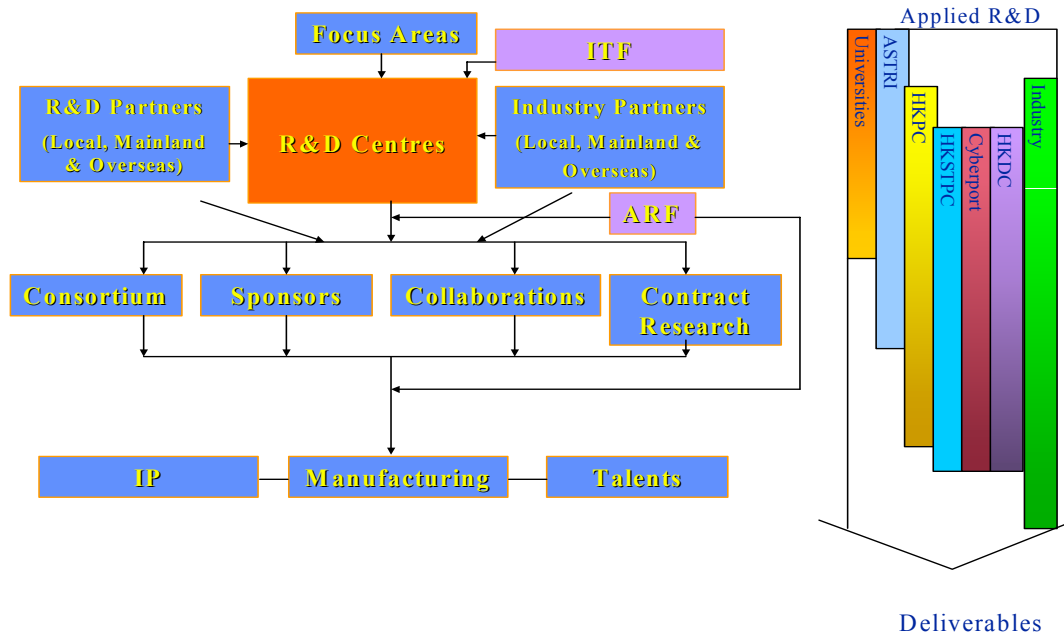 Focus Areas
ITF
R&D Partners
(Local, Mainland
& Overseas)
R&D Centres
Industry Partners
(Local, Mainland &
Overseas)
ARF
Consortium
Sponsors
Collaborations
Contract
Research
IP
Manufacturing
Talents
Applied R&D
Universities
ASTRI
HKPC
HKSTPC
Cyberport
HKDC
Industry
Deliverables